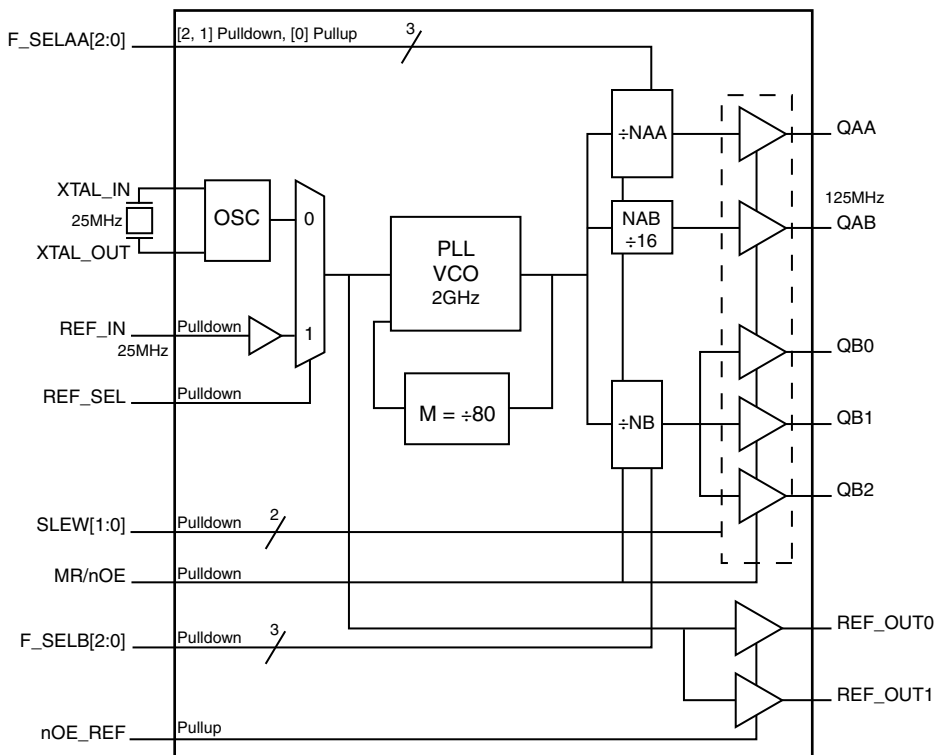 F_SELAA[2:0]
[2, 1] Pulldown, [0] Pullup
3
÷NAA
QAA
XTAL_IN
25MHz
XTAL_OUT
OSC
0
PLL
VCO
2GHz
NAB
÷16
125MHz
QAB
REF_IN
25MHz
Pulldown
1
REF_SEL
Pulldown
M = ÷80
÷NB
QB0
QB1
QB2
SLEW[1:0]
Pulldown
2
MR/nOE
Pulldown
F_SELB[2:0]
Pulldown
3
REF_OUT0
REF_OUT1
nOE_REF
Pullup